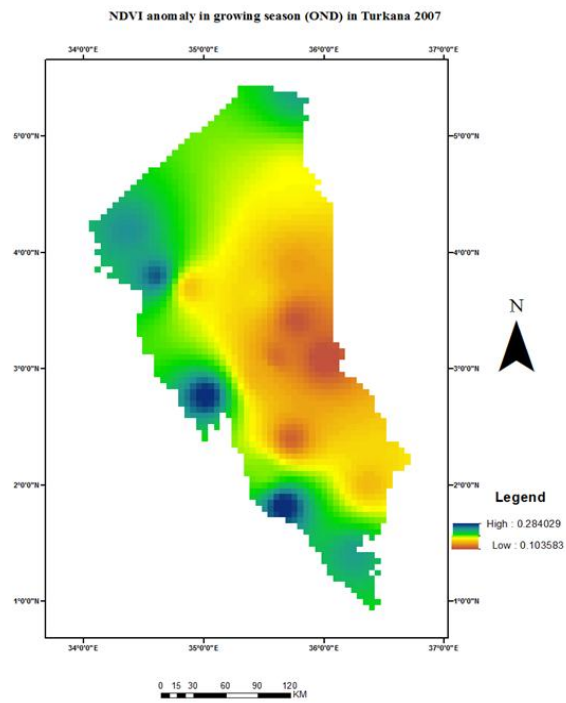 NDVI anomaly in growing season (OND) in Turkana 2007
34°0'0"E 35°0'0"E 36°0'0"E 37°0'0"E
5°0'0"N 5°0'0"N
4°0'0"N 4°0'0"N
N
3°0'0"N 3°0'0"N
2°0'0"N 2°0'0"N
Legend
High : 0.284029
Low : 0.103583
1°0'0"N 1°0'0"N
34°0'0"E 35°0'0"E 36°0'0"E 37°0'0"E
0 15 30 60 90 120
KM